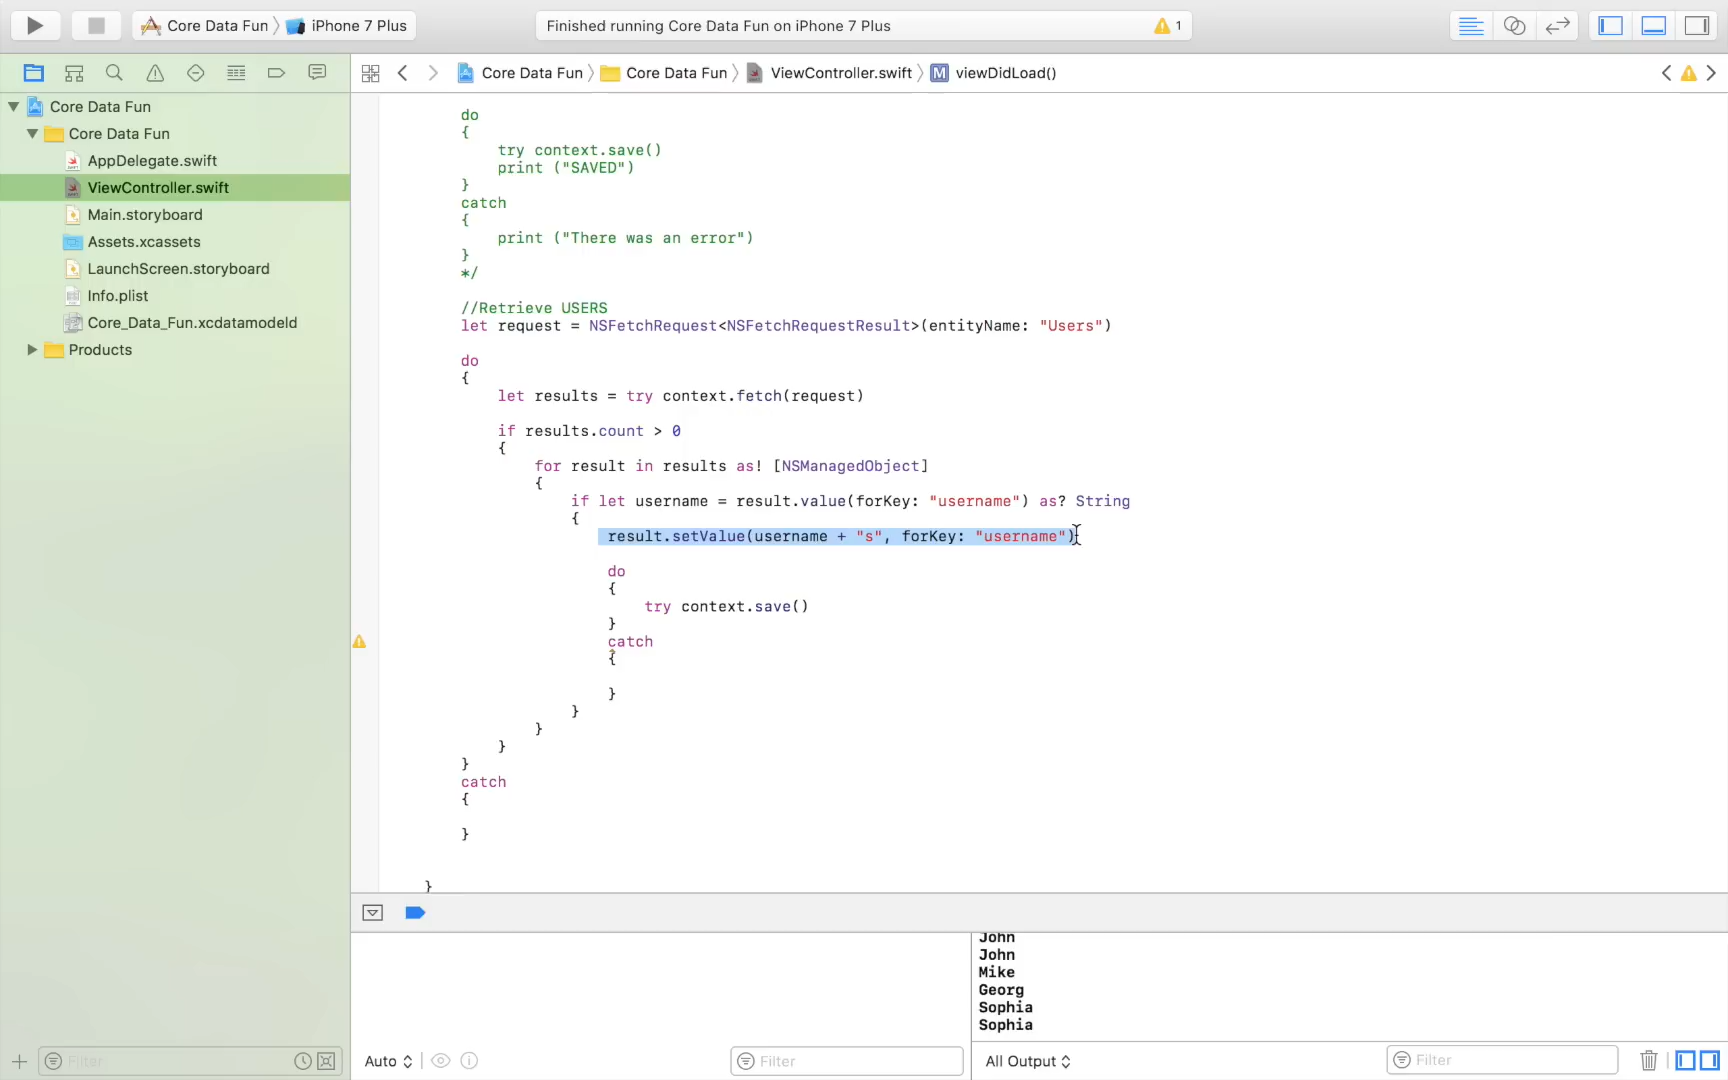 Core Data Fun 〉 iPhone 7 Plus
Finished running Core Data Fun on iPhone 7 Plus
1
Core Data Fun 〉 Core Data Fun 〉 ViewController.swift 〉 M viewDidLoad()
Core Data Fun
Core Data Fun
AppDelegate.swift
ViewController.swift
Main.storyboard
Assets.xcassets
LaunchScreen.storyboard
Info.plist
Core_Data_Fun.xcdatamodeld
Products
do
{
try context.save()
print ("SAVED")
}
catch
{
print ("There was an error")
}
*/
//Retrieve USERS
let request = NSFetchRequest<NSFetchRequestResult>(entityName: "Users")
do
{
let results = try context.fetch(request)
if results.count > 0
{
for result in results as! [NSManagedObject]
{
if let username = result.value(forKey: "username") as? String
{
result.setValue(username + "s", forKey: "username")
do
{
try context.save()
}
catch
{
}
}
}
}
}
catch
{
}
}
John
John
Mike
Georg
Sophia
Sophia
Filter
Auto
Filter
All Output
Filter